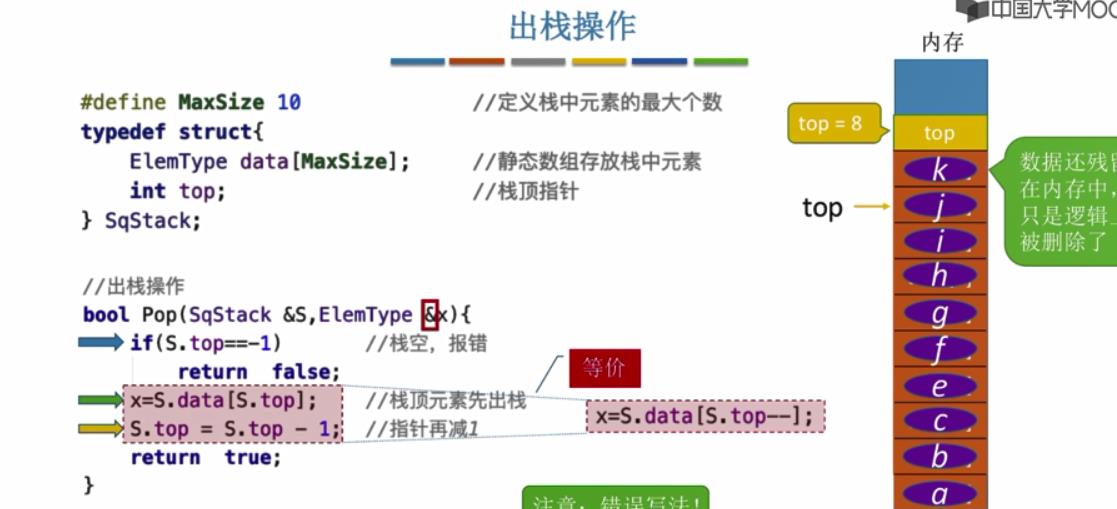 中国大学MOO
出栈操作
#define MaxSize 10 //定义栈中元素的最大个数
typedef struct{
ElemType data[MaxSize]; //静态数组存放栈中元素
int top; //栈顶指针
} SqStack;
//出栈操作
bool Pop(SqStack &S,ElemType &x){
if(S.top==-1) //栈空，报错
return false;
x=S.data[S.top]; //栈顶元素先出栈
S.top = S.top - 1; //指针再减1
return true;
}
等价
x=S.data[S.top--];
注意：错误写法！
内存
top = 8
top
top
k
j
i
h
g
f
e
c
b
a
数据还残留
在内存中，
只是逻辑上
被删除了